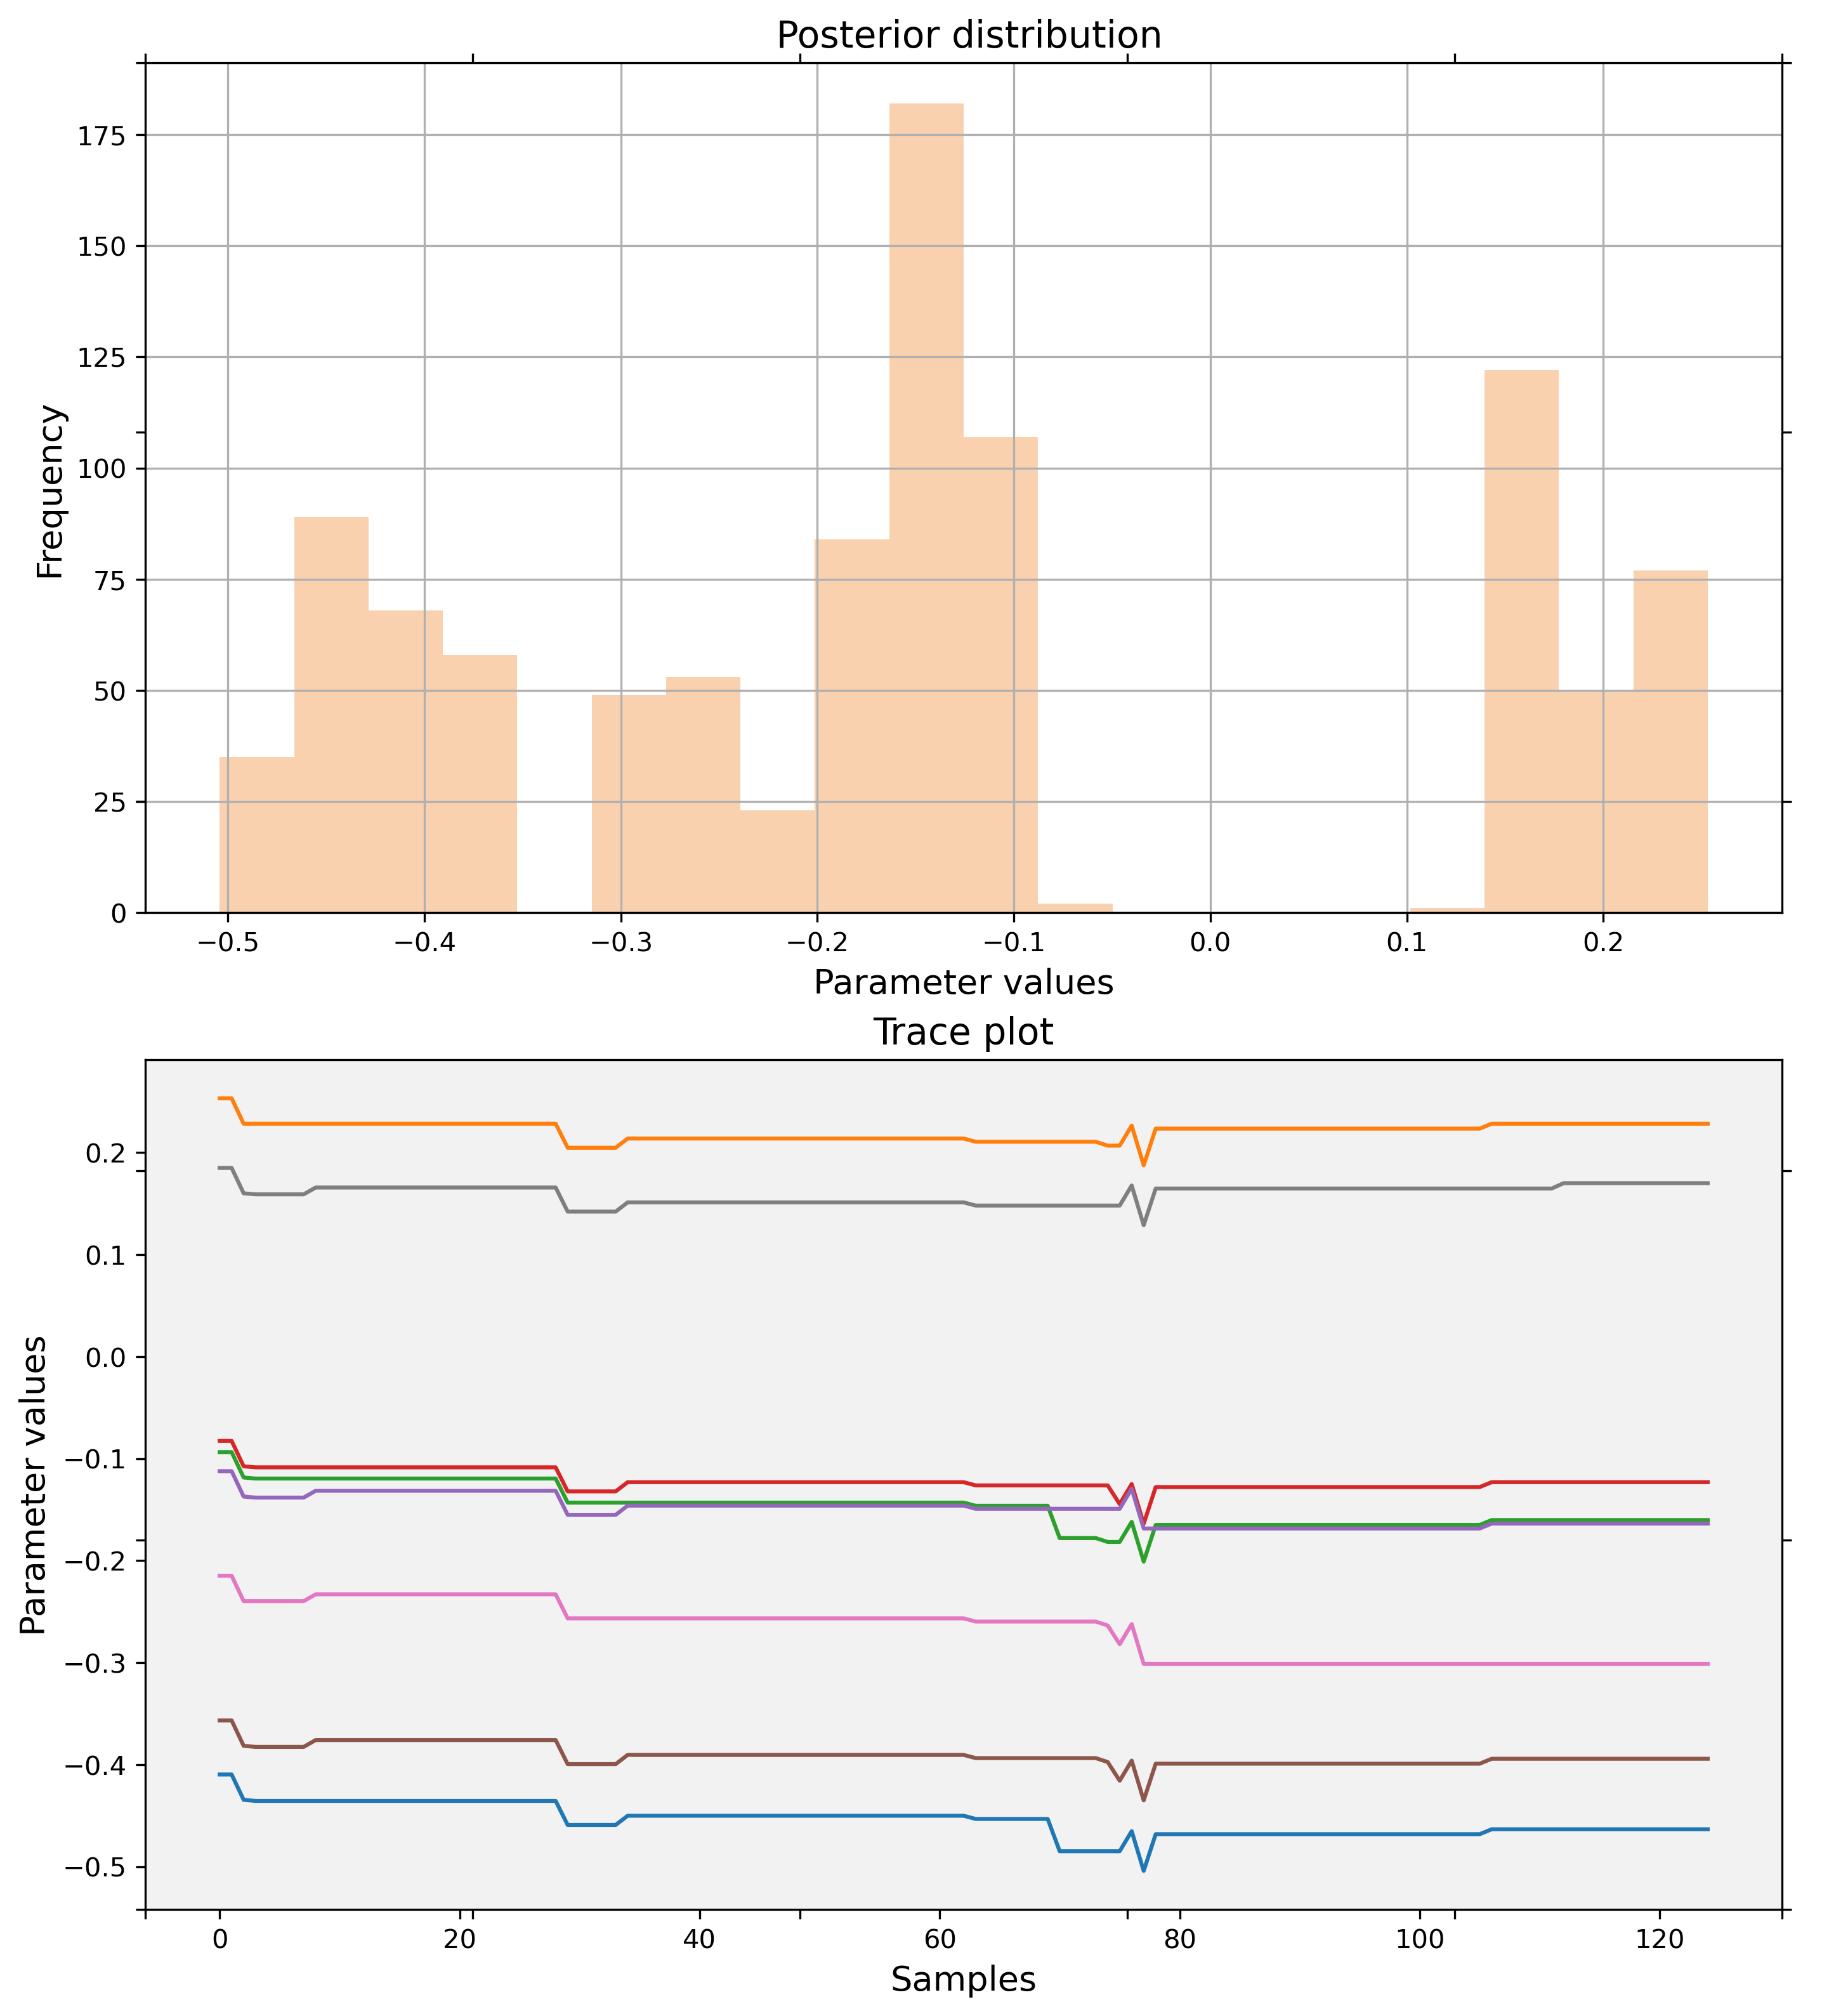 Posterior distribution
175
150
125
100
75
50
25
0
Frequency
−0.5 −0.4 −0.3 −0.2 −0.1 0.0 0.1 0.2
Parameter values
Trace plot
0.2
0.1
0.0
−0.1
−0.2
−0.3
−0.4
−0.5
Parameter values
0 20 40 60 80 100 120
Samples